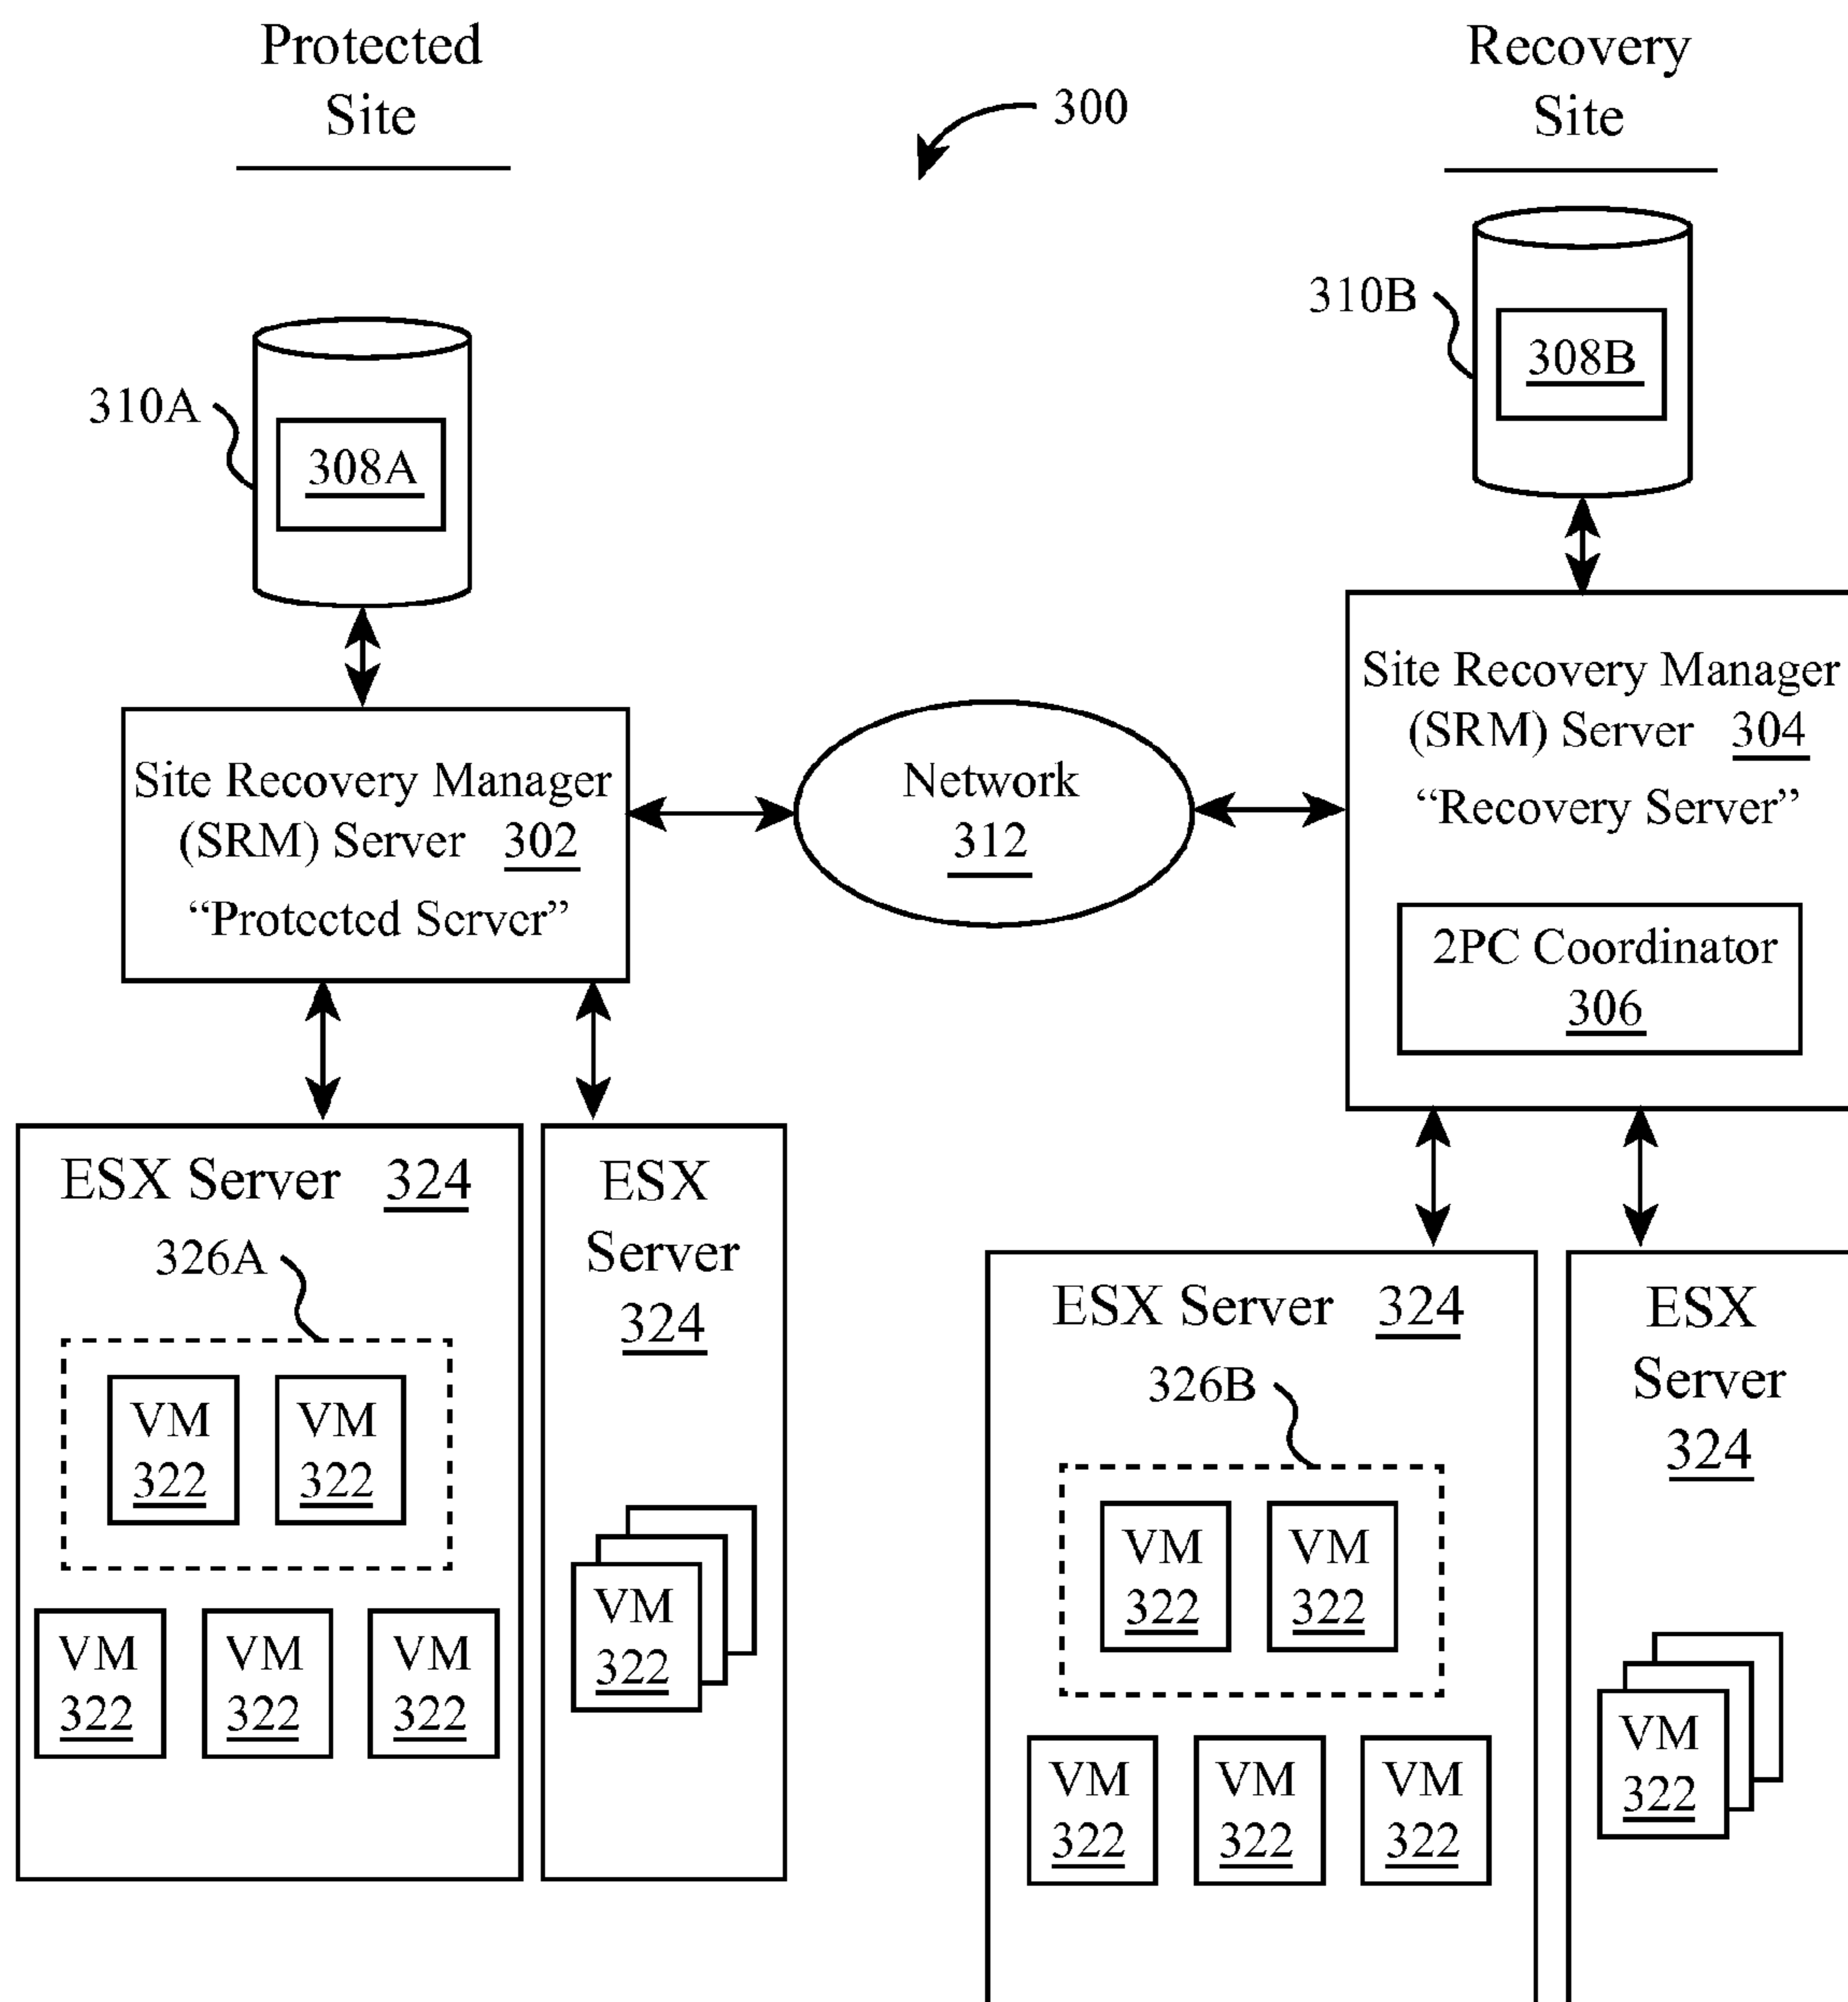 Protected
Site
Recovery
Site
300
310A
308A
310B
308B
Site Recovery Manager
(SRM) Server 302
“Protected Server”
Network
312
Site Recovery Manager
(SRM) Server 304
“Recovery Server”
2PC Coordinator
306
ESX Server 324
326A
VM
322
VM
322
VM
322
VM
322
VM
322
ESX
Server
324
VM
322
ESX Server 324
326B
VM
322
VM
322
VM
322
VM
322
VM
322
ESX
Server
324
VM
322